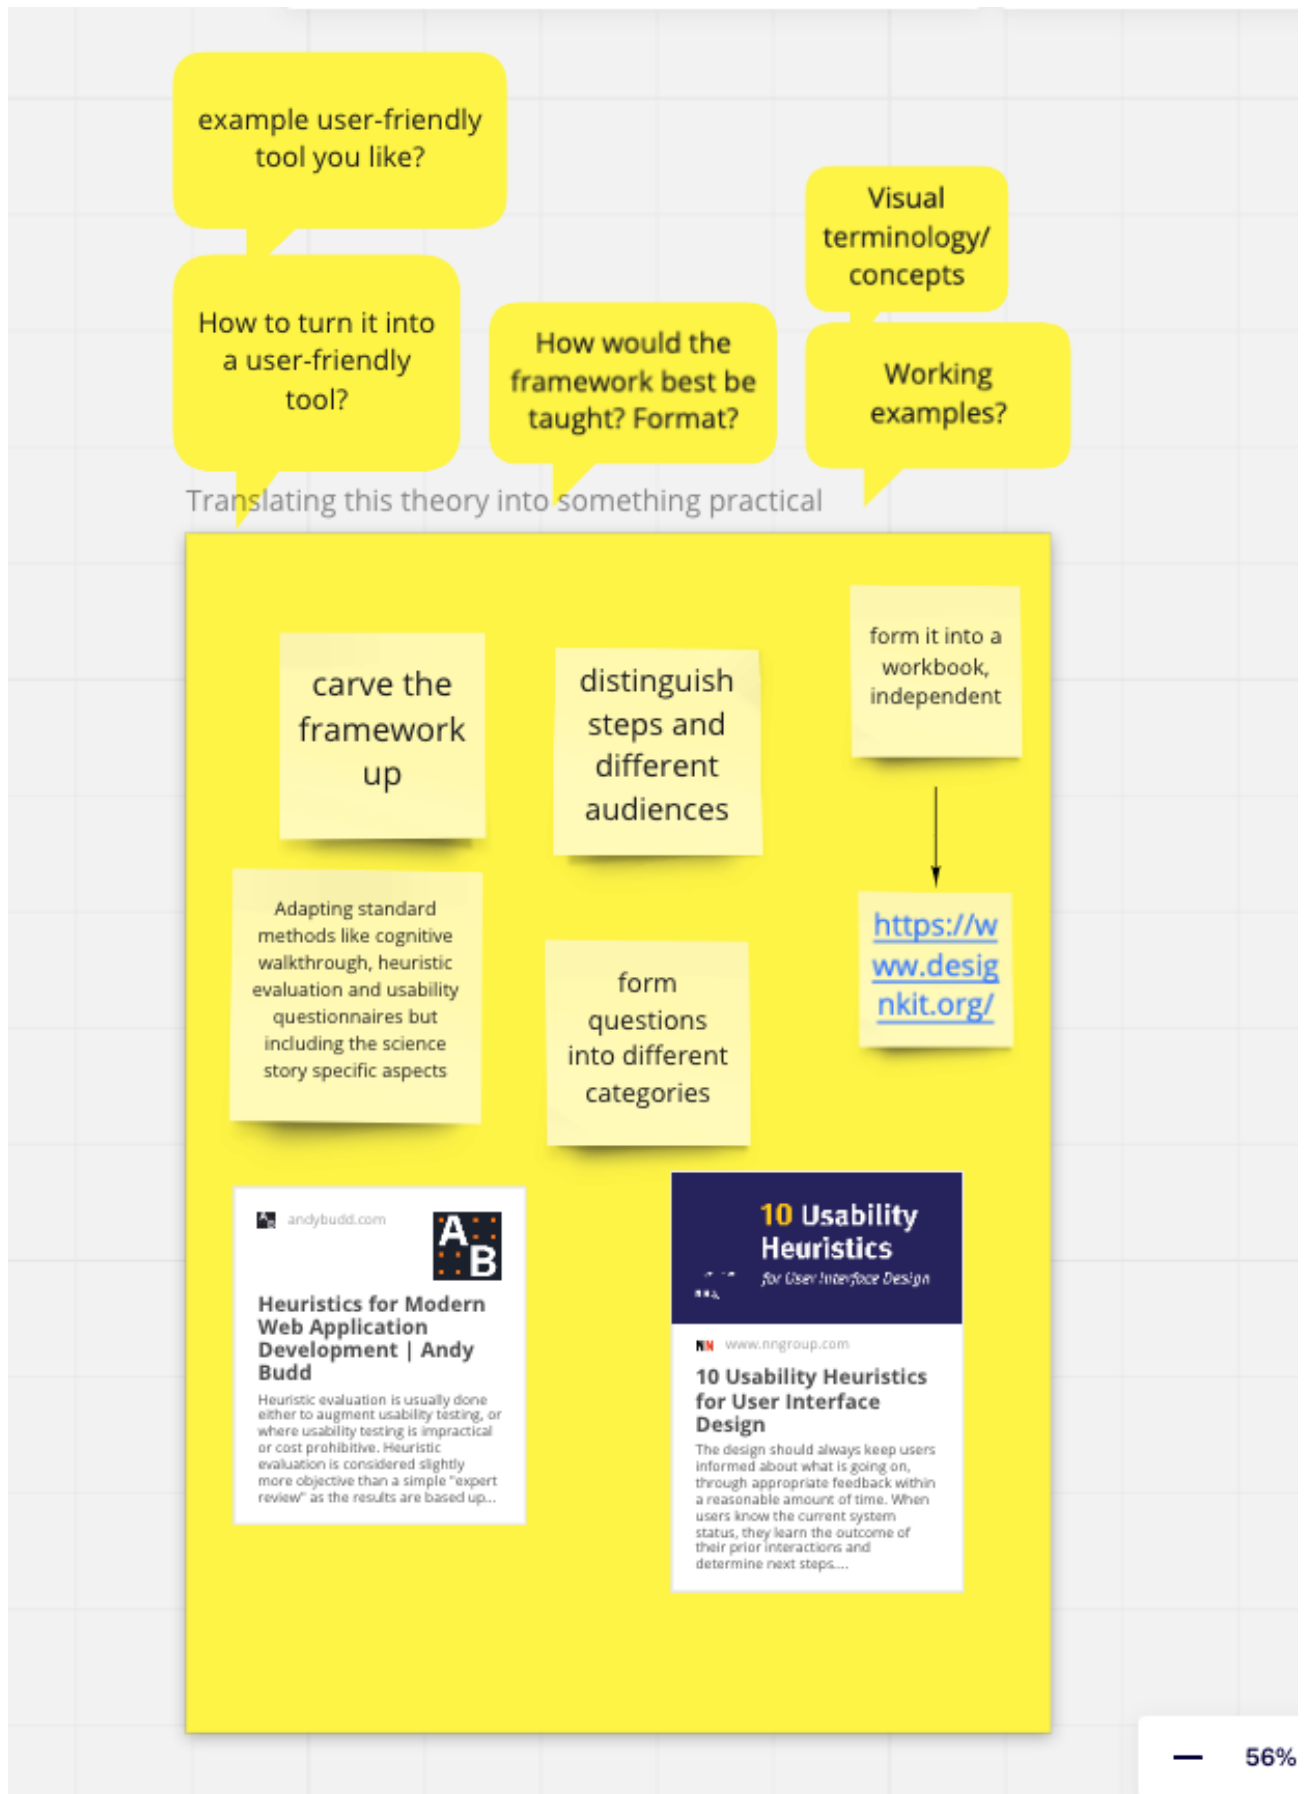 example user-friendly
tool you like?
Visual
terminology/
concepts
How to turn it into
a user-friendly
tool?
How would the
framework best be
taught? Format?
Working
examples?
Translating this theory into something practical
carve the
framework
up
distinguish
steps and
different
audiences
form it into a
workbook,
independent
Adapting standard
methods like cognitive
walkthrough, heuristic
evaluation and usability
questionnaires but
including the science
story specific aspects
form
questions
into different
categories
https://w
ww.desig
nkit.org/
andybudd.com
A
B
Heuristics for Modern
Web Application
Development | Andy
Budd
Heuristic evaluation is usually done
either to augment usability testing, or
where usability testing is impractical
or cost prohibitive. Heuristic
evaluation is considered slightly
more objective than a simple "expert
review" as the results are based up...
10 Usability
Heuristics
for User Interface Design
NN www.nngroup.com
10 Usability Heuristics
for User Interface
Design
The design should always keep users
informed about what is going on,
through appropriate feedback within
a reasonable amount of time. When
users know the current system
status, they learn the outcome of
their prior interactions and
determine next steps....
56%